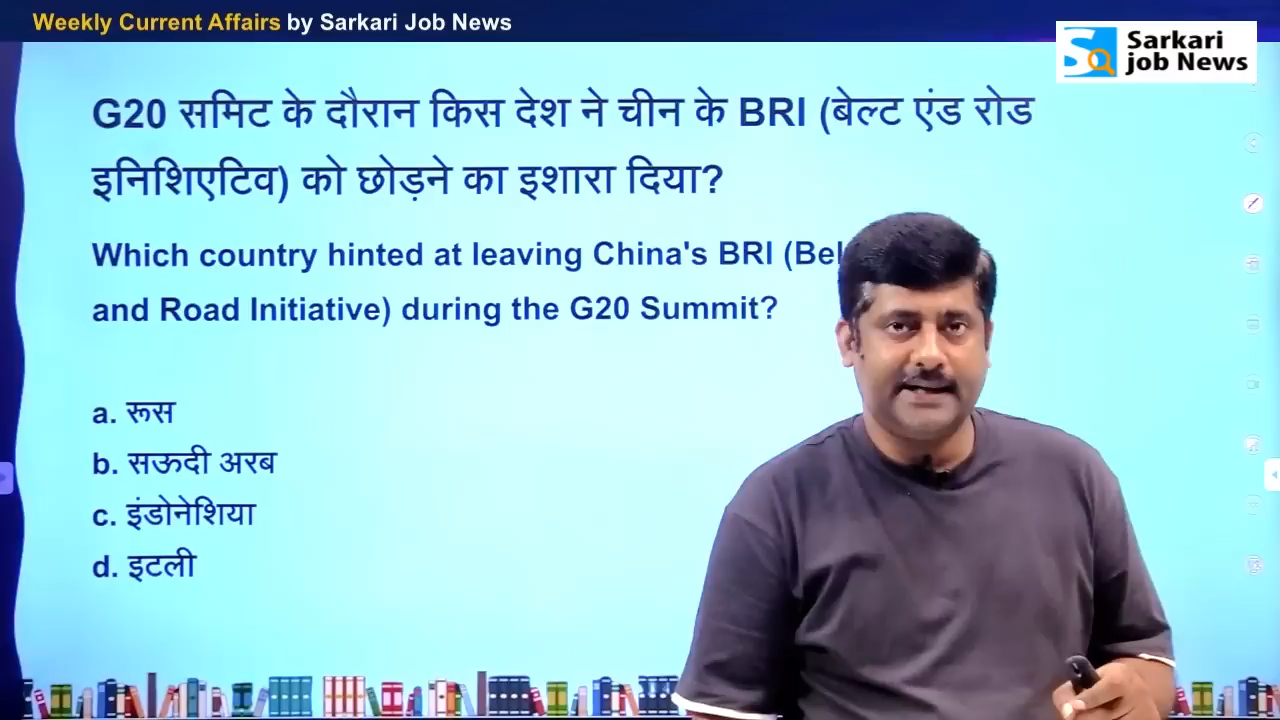 Weekly Current Affairs by Sarkari Job News
Sarkari
Job News
G20 समिट के दौरान किस देश ने चीन के BRI (बेल्ट एंड रोड
इनिशिएटिव) को छोड़ने का इशारा दिया?
Which country hinted at leaving China's BRI
and Road Initiative) during the G20 Summit?
a. रूस
b. सऊदी अरब
c. इंडोनेशिया
d. इटली